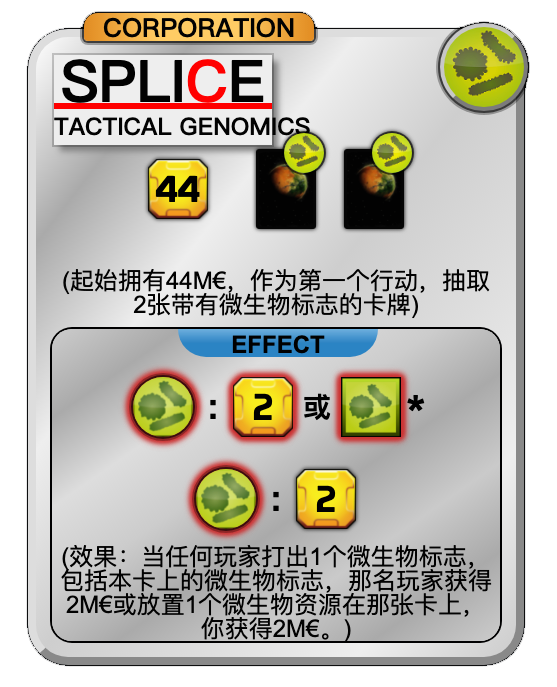 CORPORATION
SPLICE
TACTICAL GENOMICS
44
(起始拥有44M€，作为第一个行动，抽取
2张带有微生物标志的卡牌)
EFFECT
: 2 或 *
: 2
(效果：当任何玩家打出1个微生物标志，
包括本卡上的微生物标志，那名玩家获得
2M€或放置1个微生物资源在那张卡上，
你获得2M€。)